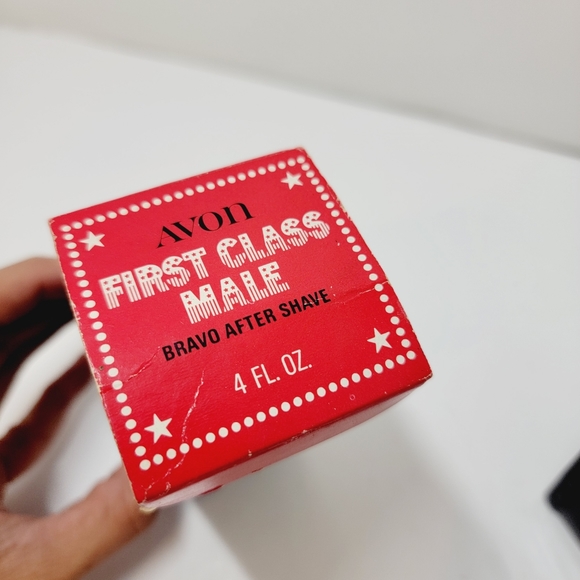 AVON
FIRST CLASS
MALE
BRAVO AFTER SHAVE
4 FL. OZ.